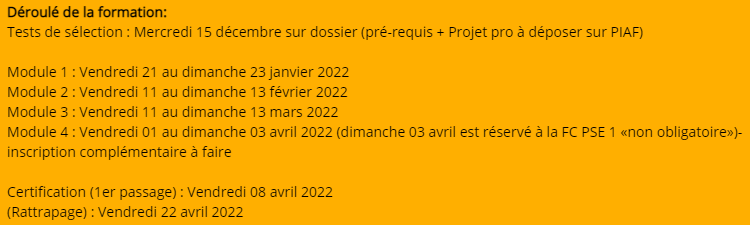 Déroulé de la formation:
Tests de sélection : Mercredi 15 décembre sur dossier (pré-requis + Projet pro à déposer sur PIAF)
Module 1 : Vendredi 21 au dimanche 23 janvier 2022
Module 2 : Vendredi 11 au dimanche 13 février 2022
Module 3 : Vendredi 11 au dimanche 13 mars 2022
Module 4 : Vendredi 01 au dimanche 03 avril 2022 (dimanche 03 avril est réservé à la FC PSE 1 «non obligatoire»)-
inscription complémentaire à faire
Certification (1er passage) : Vendredi 08 avril 2022
(Rattrapage) : Vendredi 22 avril 2022